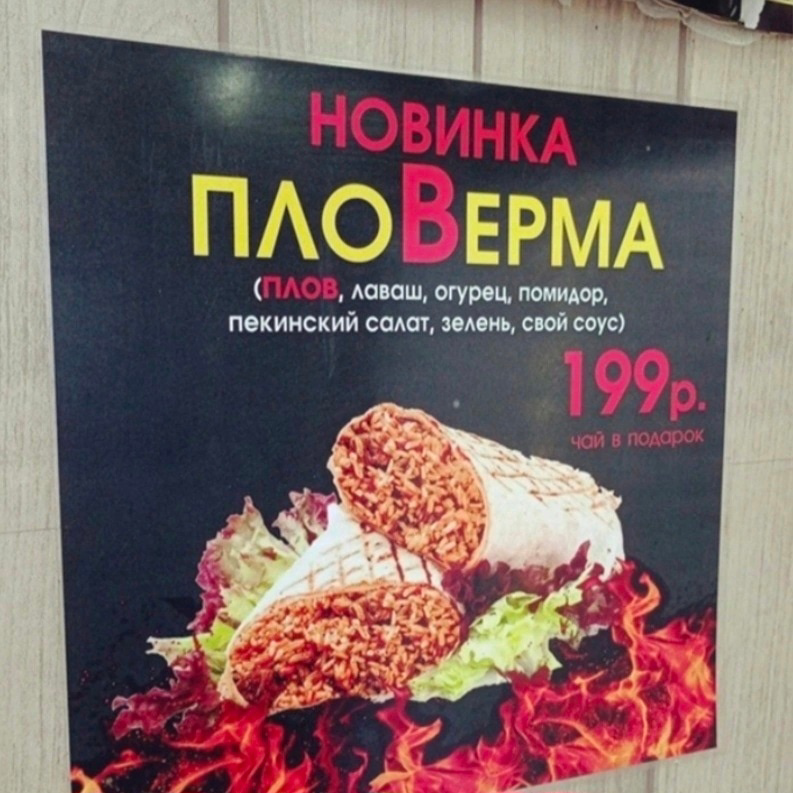 НОВИНКА
ПЛОВЕРМА
(ПЛОВ, лаваш, огурец, помидор,
пекинский салат, зелень, свой соус)
199р.
чай в подарок